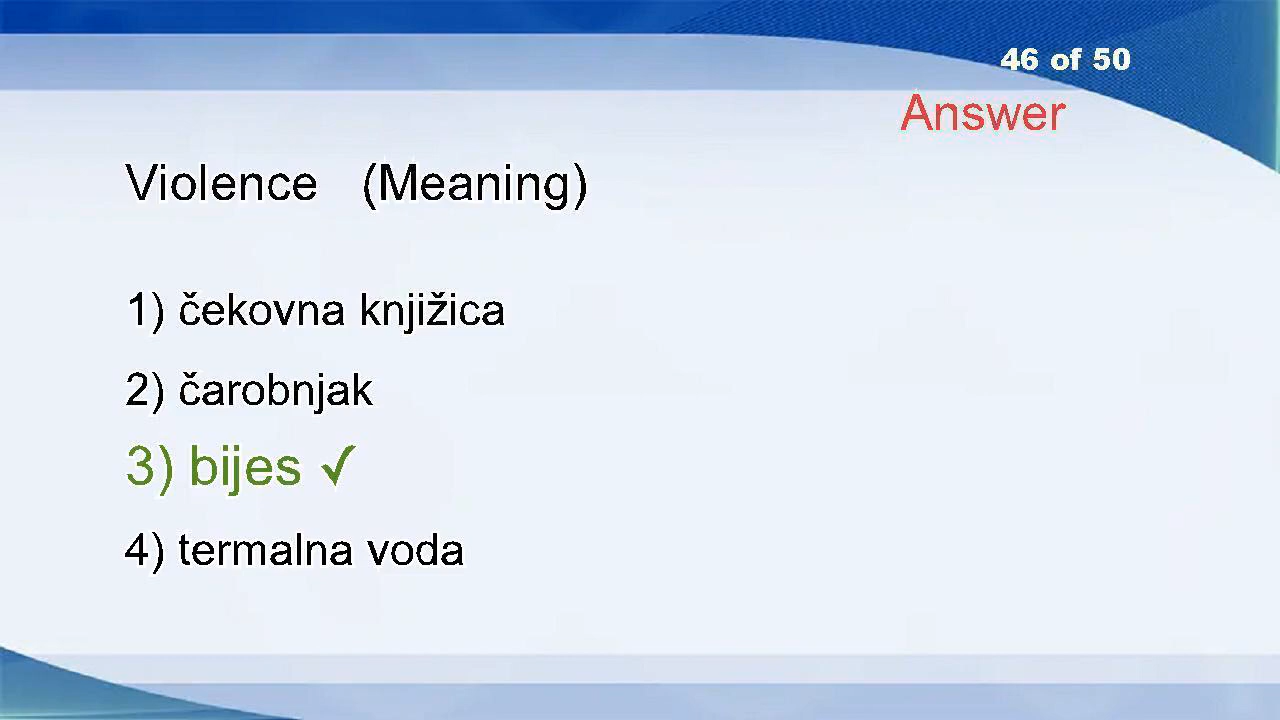 46 of 50
Answer
Violence (Meaning)
1) čekovna knjižica
2) čarobnjak
3) bijes ✓
4) termalna voda